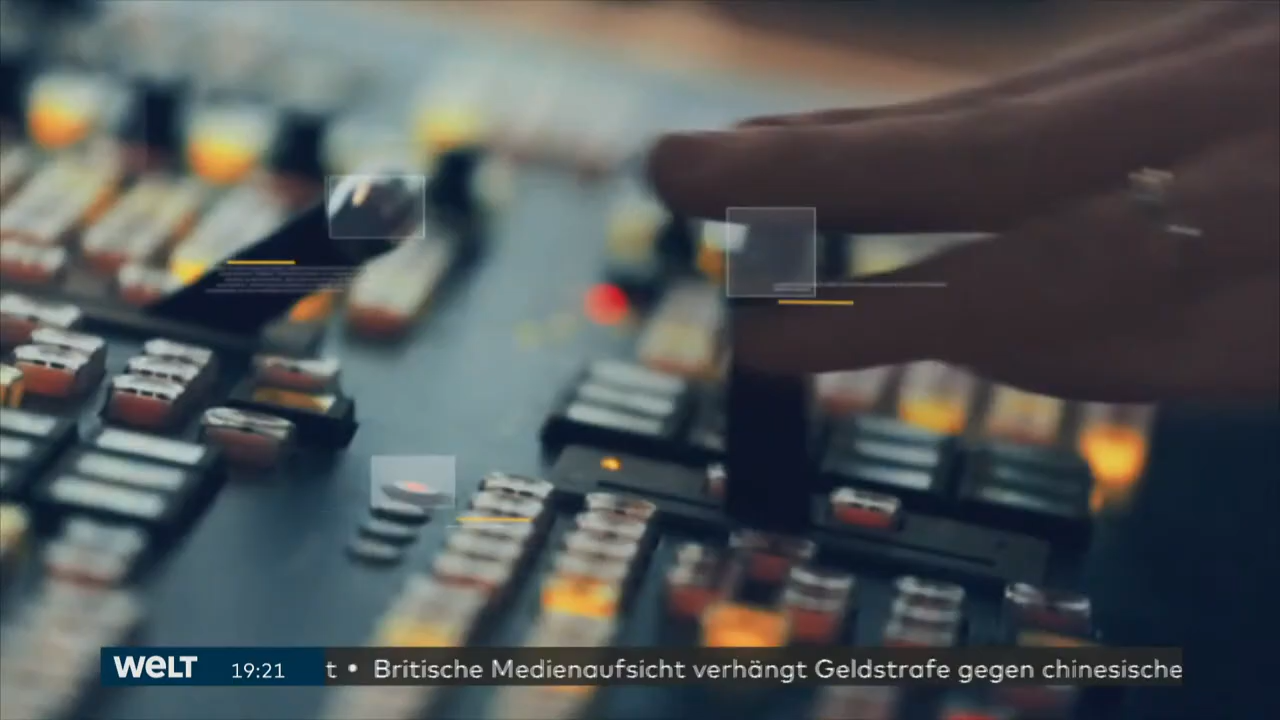 WELT 19:21 t • Britische Medienaufsicht verhängt Geldstrafe gegen chinesische